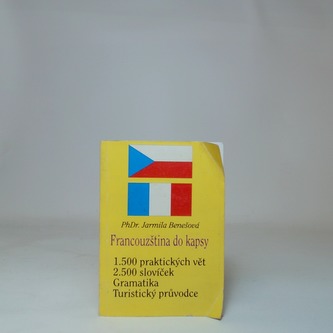 PhDr. Jarmila Benešová
Francouzština do kapsy
1.500 praktických vět
2.500 slovíček
Gramatika
Turistický průvodce